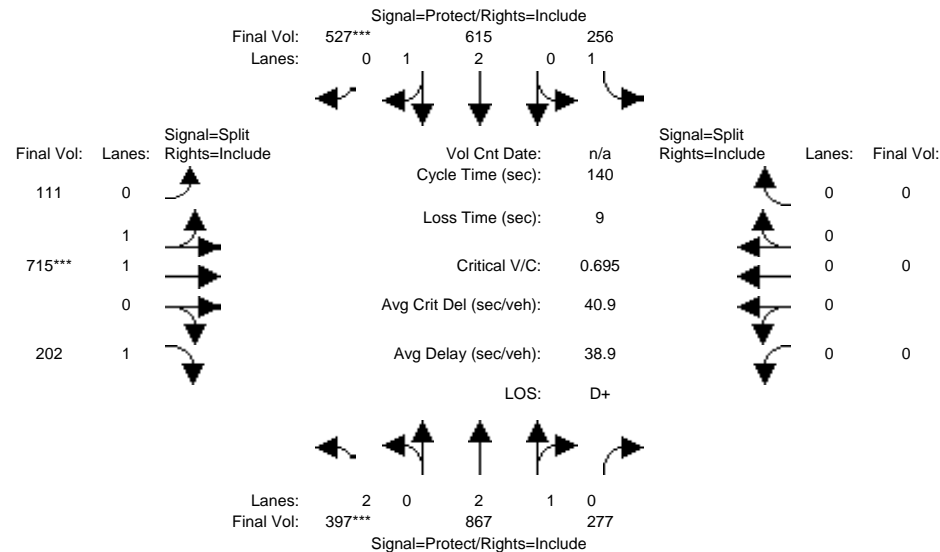 Signal=Protect/Rights=Include
Final Vol: 527*** 615 256
Lanes: 0 1 2 0 1
Signal=Split
Rights=Include
Final Vol: Lanes:
Vol Cnt Date: n/a
Signal=Split
Rights=Include
Lanes: Final Vol:
Cycle Time (sec): 140
111 0
0 0
Loss Time (sec): 9
1
0
715*** 1
Critical V/C: 0.695
0 0
0
Avg Crit Del (sec/veh): 40.9
0
202 1
Avg Delay (sec/veh): 38.9
0 0
LOS: D+
Lanes: 2 0 2 1 0
Final Vol: 397*** 867 277
Signal=Protect/Rights=Include